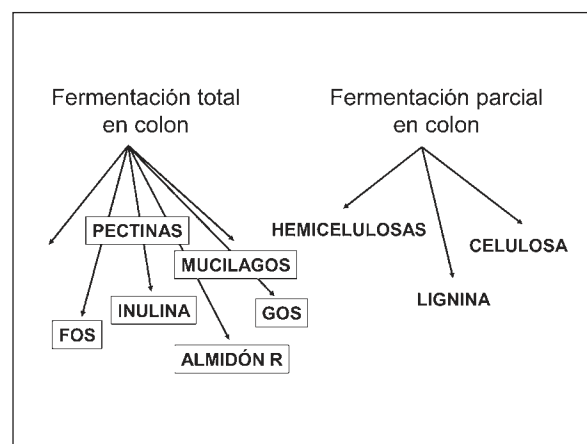 Fermentación total
en colon
Fermentación parcial
en colon
PECTINAS
MUCILAGOS
INULINA
GOS
FOS
ALMIDÓN R
HEMICELULOSAS
CELULOSA
LIGNINA